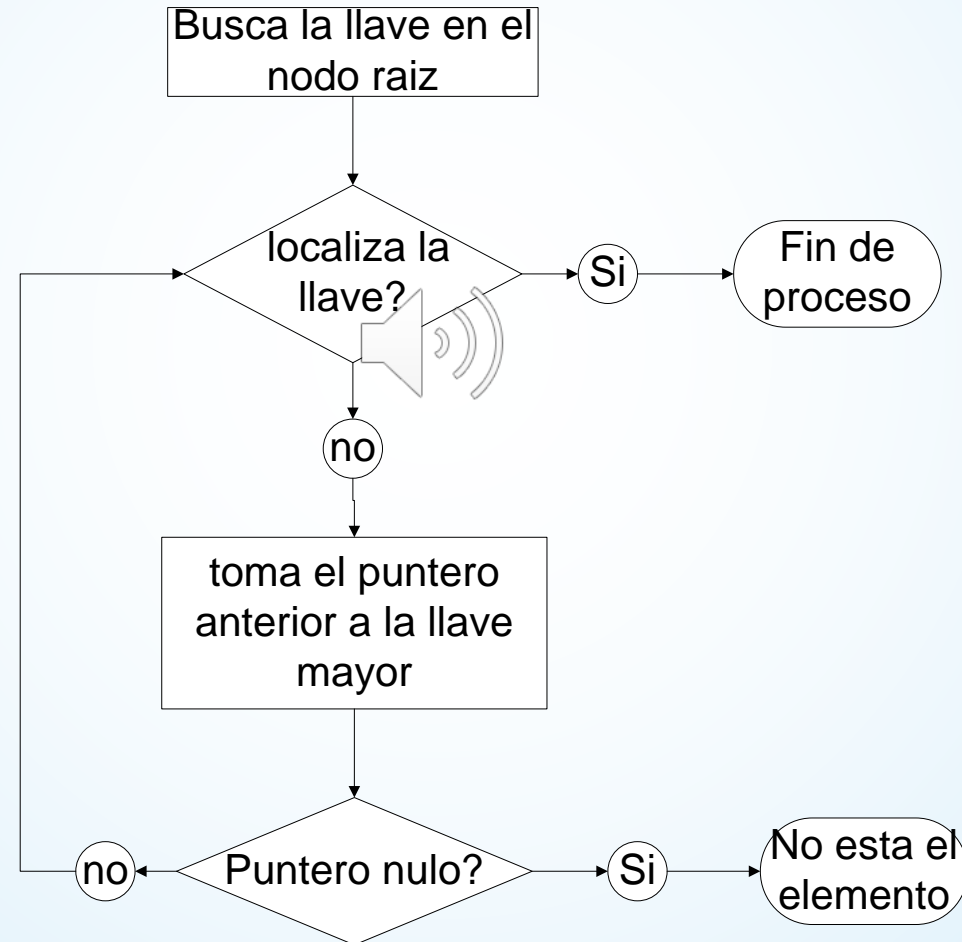 Busca la llave en el
nodo raiz
localiza la
llave?
Si
Fin de
proceso
no
toma el puntero
anterior a la llave
mayor
Puntero nulo?
no
Si
No esta el
elemento